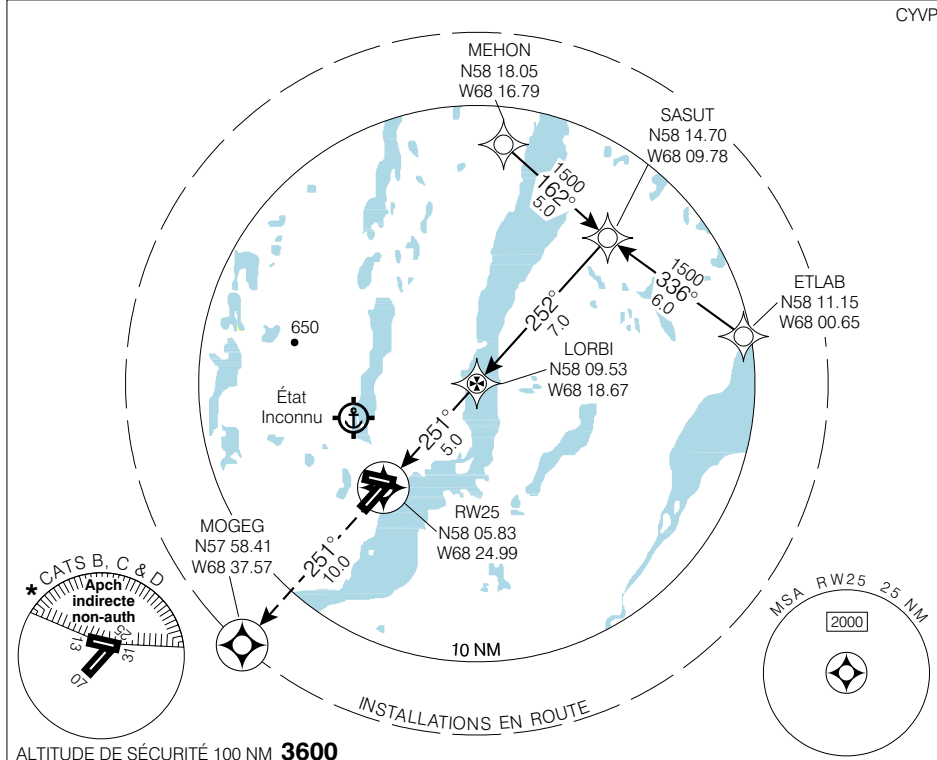 CYVP
MEHON
N58 18.05
W68 16.79
SASUT
N58 14.70
W68 09.78
1500
162°
5.0
1500
336°
6.0
ETLAB
N58 11.15
W68 00.65
252°
7.0
LORBI
N58 09.53
W68 18.67
650
État
Inconnu
251°
5.0
RW25
N58 05.83
W68 24.99
MOGEG
N57 58.41
W68 37.57
251°
10.0
* CATS B, C & D
Apch
indirecte
non-auth
13
25
31
07
10 NM
INSTALLATIONS EN ROUTE
MSA RW25 25 NM
2000
ALTITUDE DE SÉCURITÉ 100 NM 3600